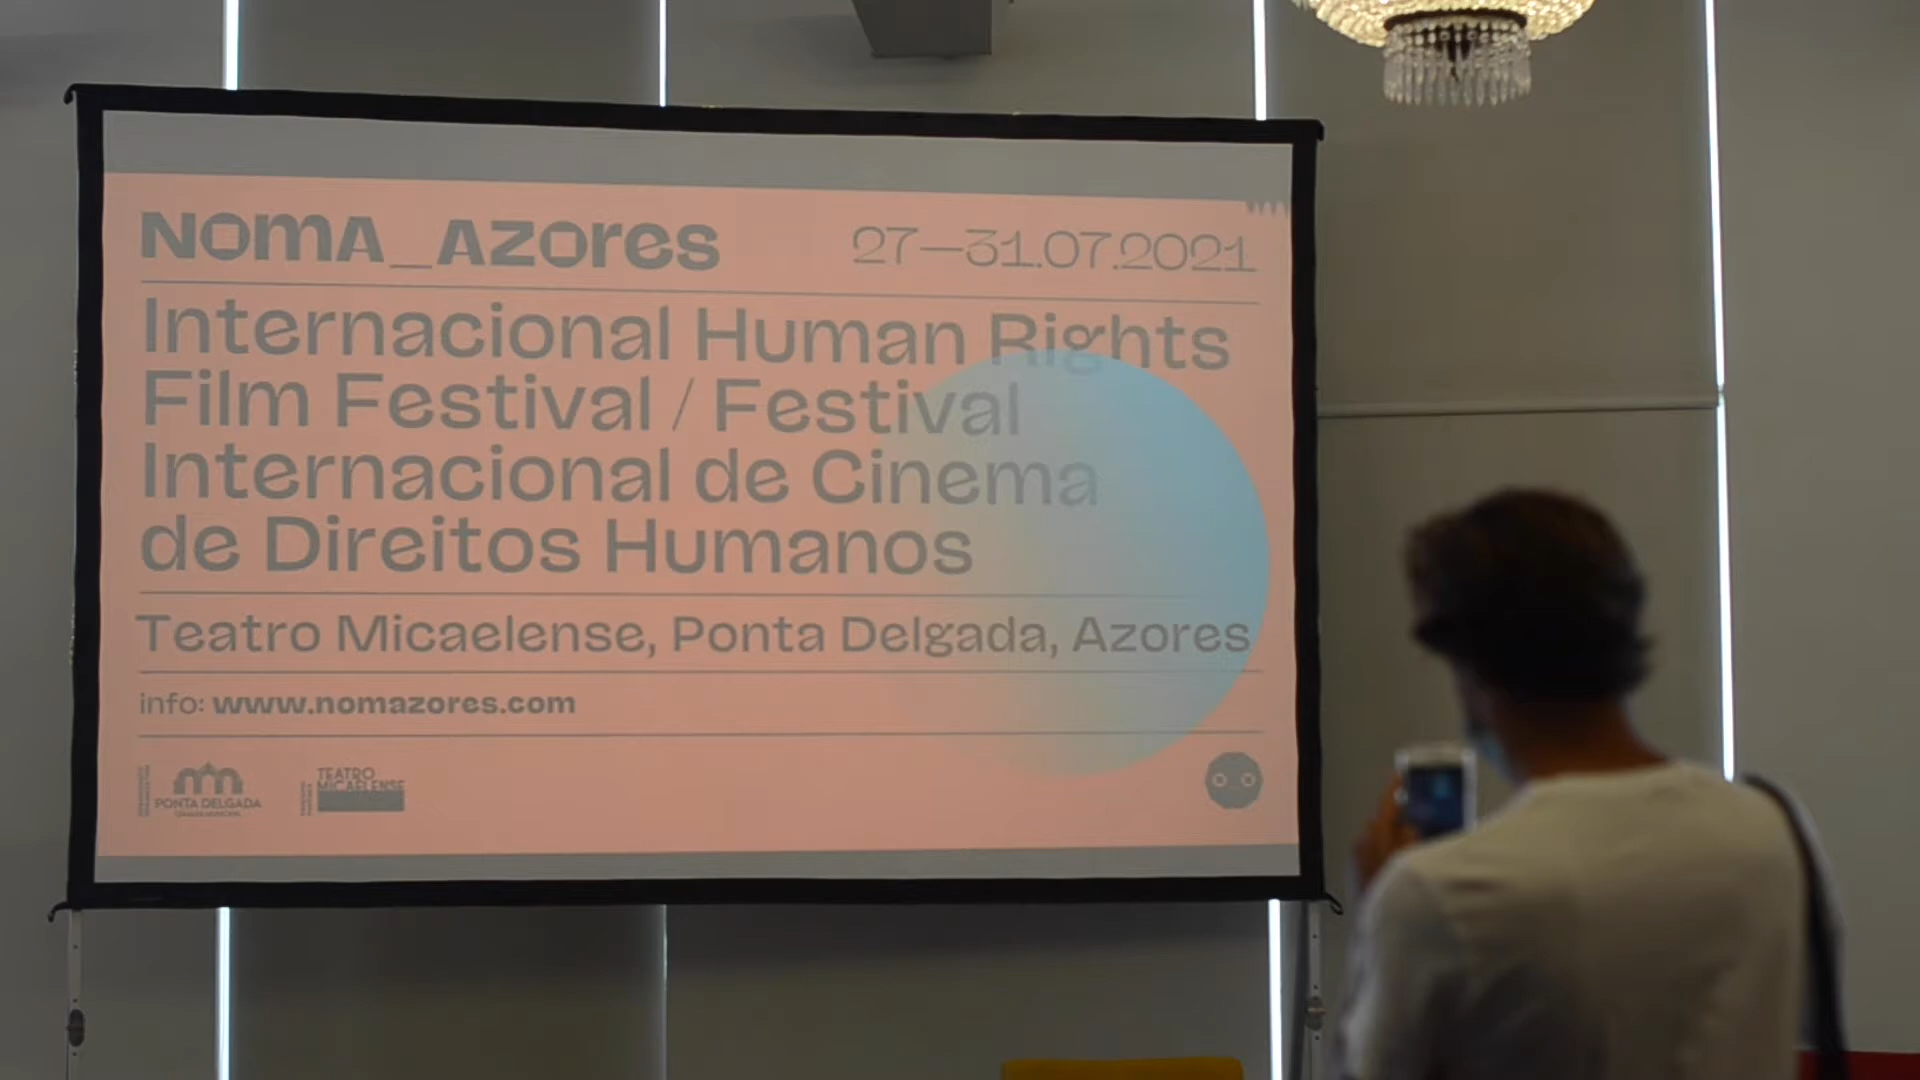 NOMA_AZORES
27—31.07.2021
Internacional Human Rights
Film Festival / Festival
Internacional de Cinema
de Direitos Humanos
Teatro Micaelense, Ponta Delgada, Azores
info: www.nomazores.com
PONTA DELGADA
TEATRO
MICAELENSE